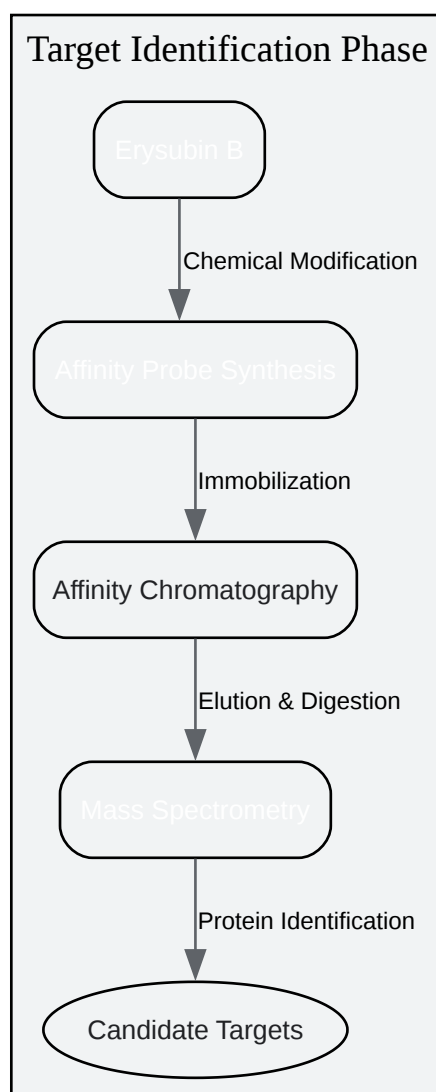 Target Identification Phase
Erysubin B
Chemical Modification
Affinity Probe Synthesis
Immobilization
Affinity Chromatography
Elution & Digestion
Mass Spectrometry
Protein Identification
Candidate Targets